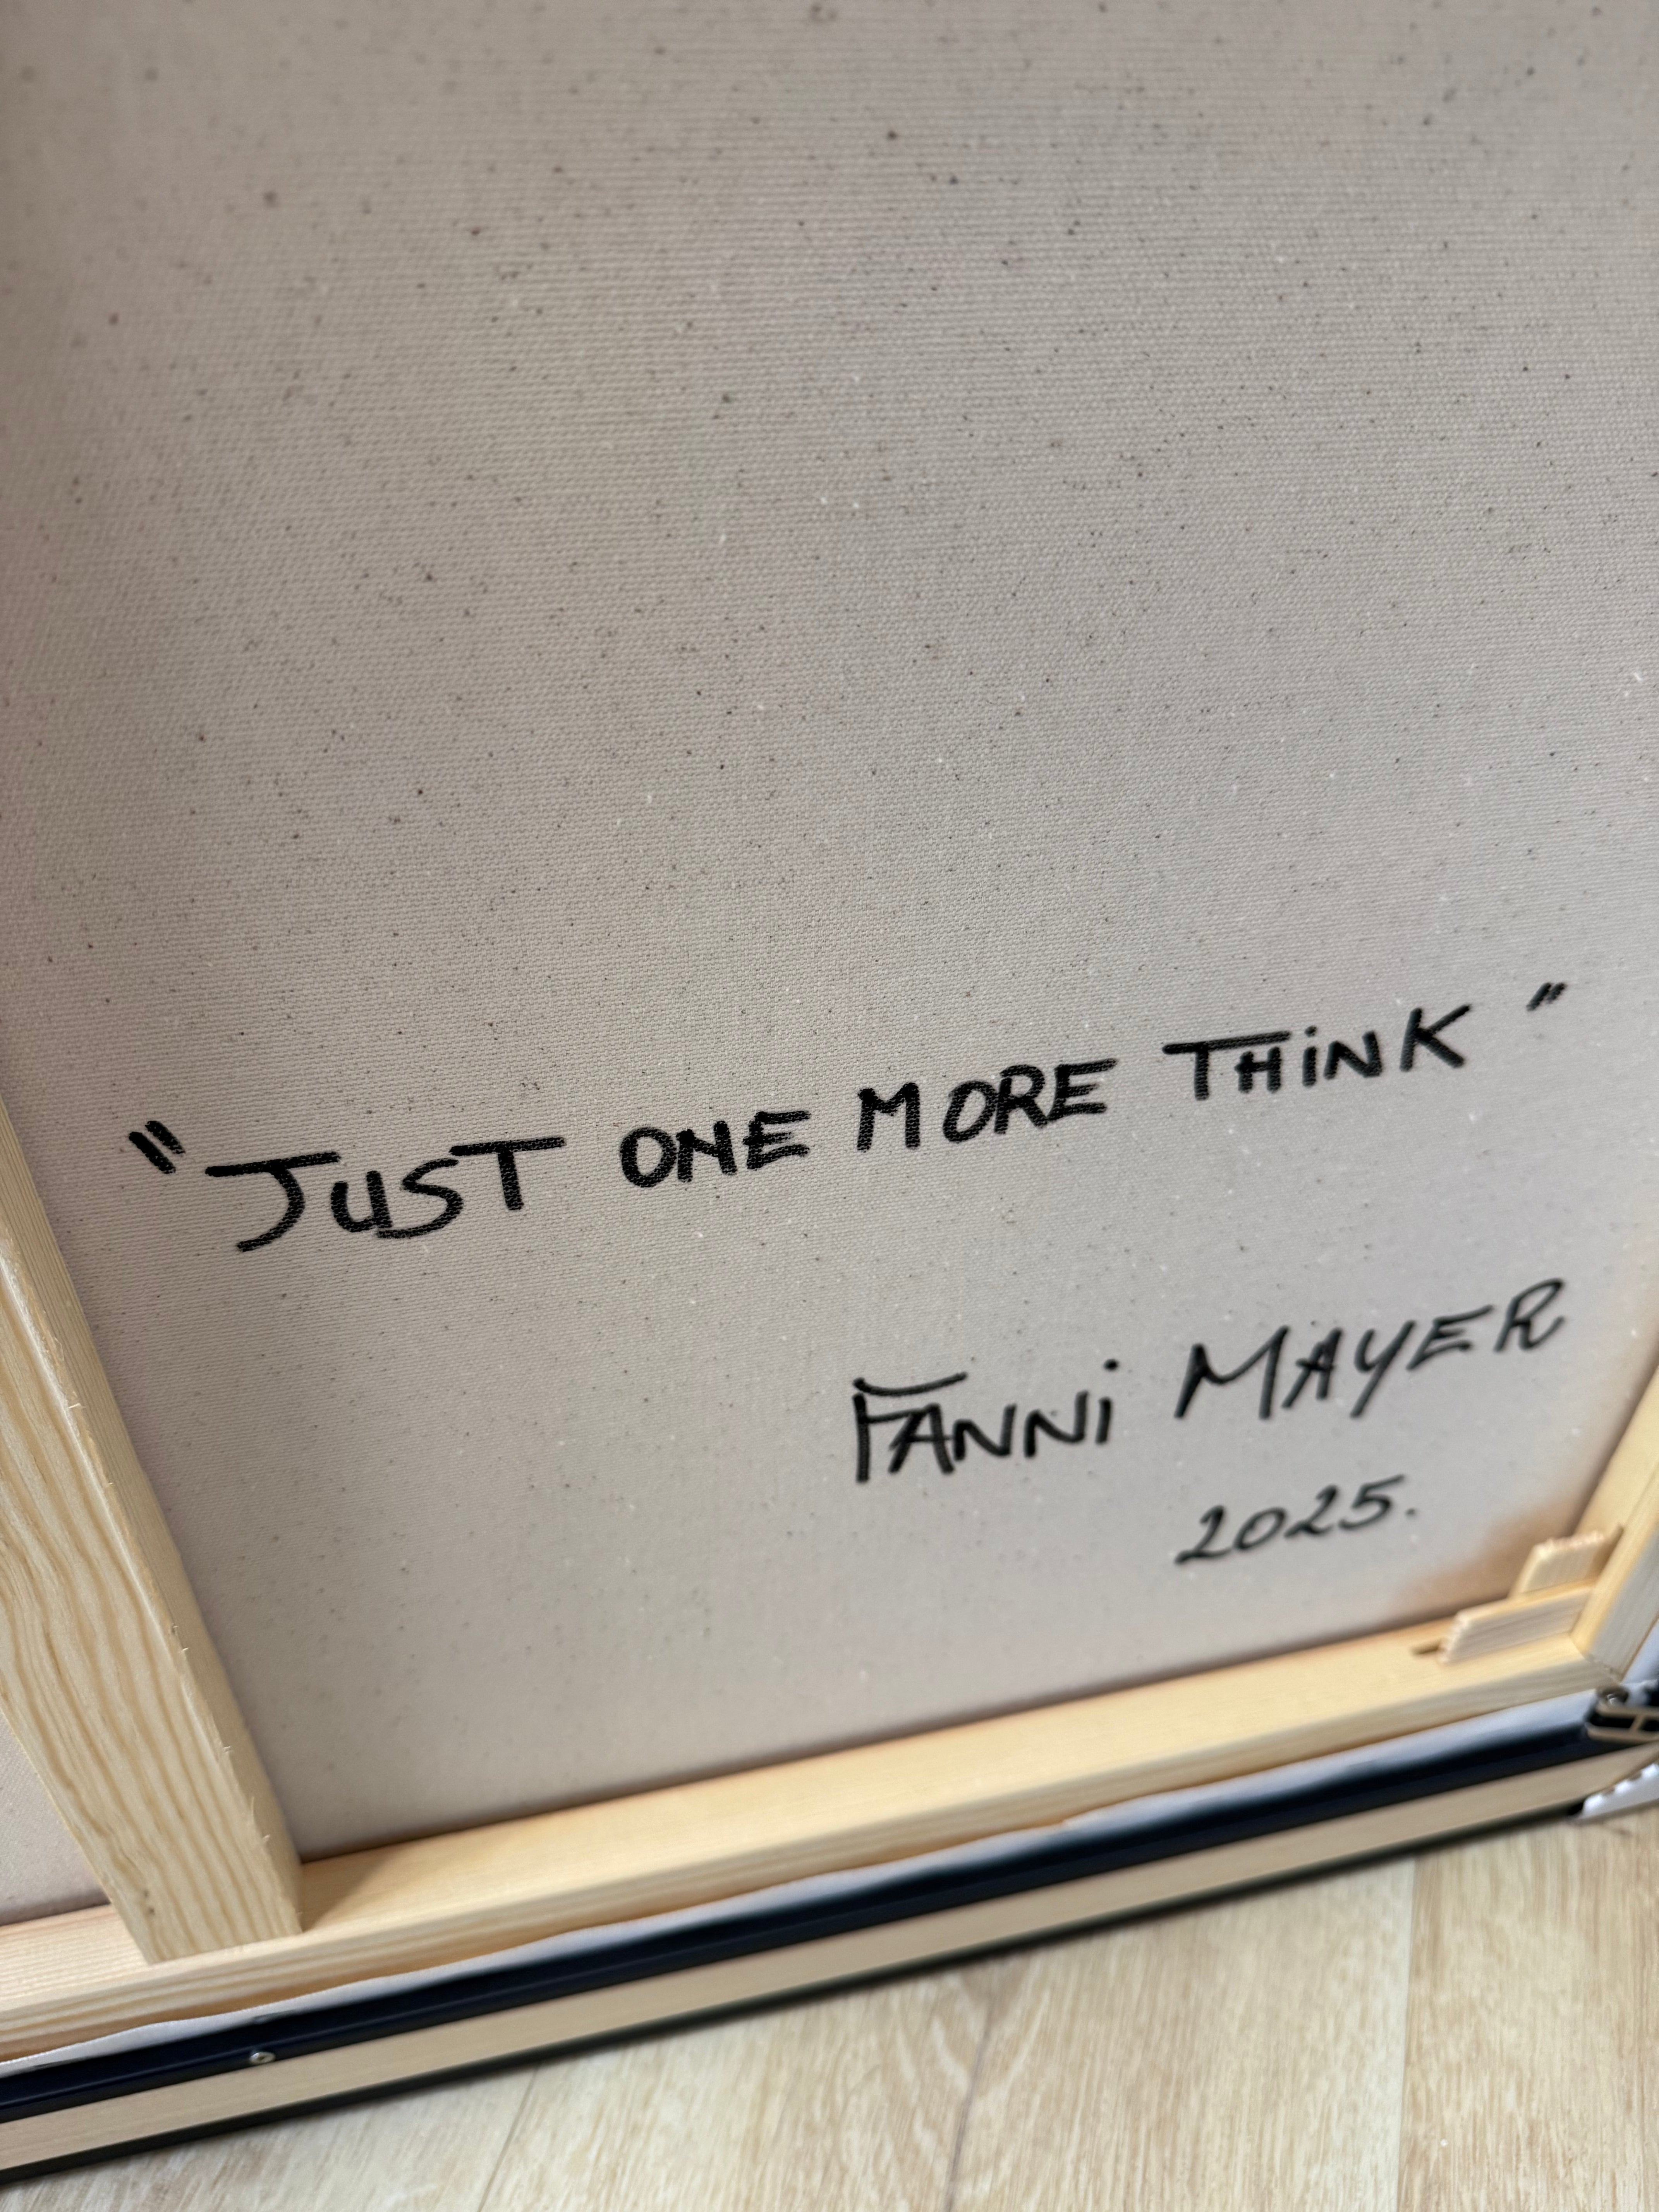 "JUST ONE MORE THiNK"
FANNi MAYER
2025.